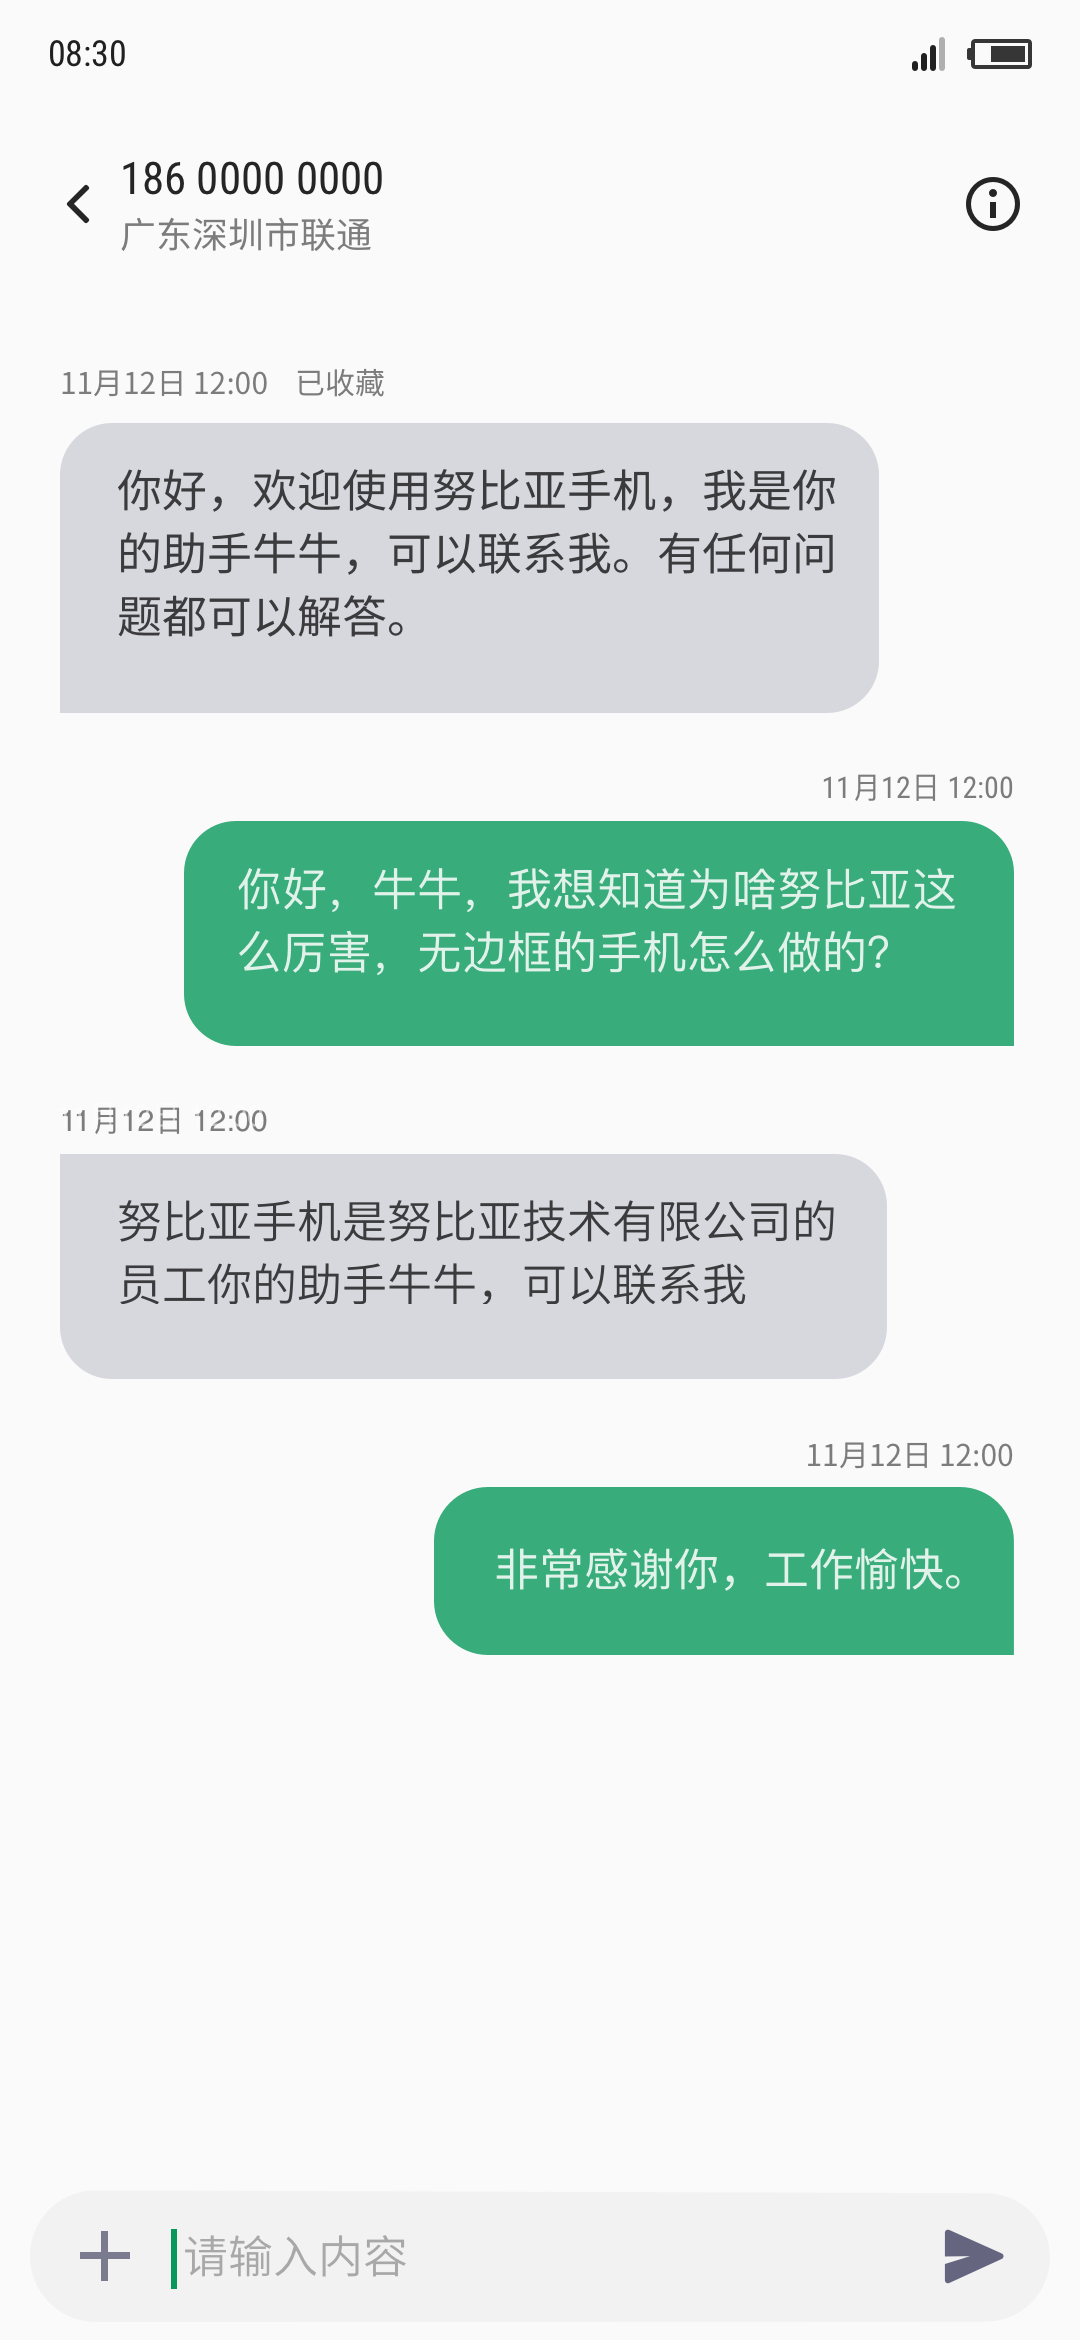 08:30
186 0000 0000
广东深圳市联通
11月12日 12:00 已收藏
你好，欢迎使用努比亚手机，我是你
的助手牛牛，可以联系我。有任何问
题都可以解答。
11月12日 12:00
你好，牛牛，我想知道为啥努比亚这
么厉害，无边框的手机怎么做的?
11月12日 12:00
努比亚手机是努比亚技术有限公司的
员工你的助手牛牛，可以联系我
11月12日 12:00
非常感谢你，工作愉快。
请输入内容